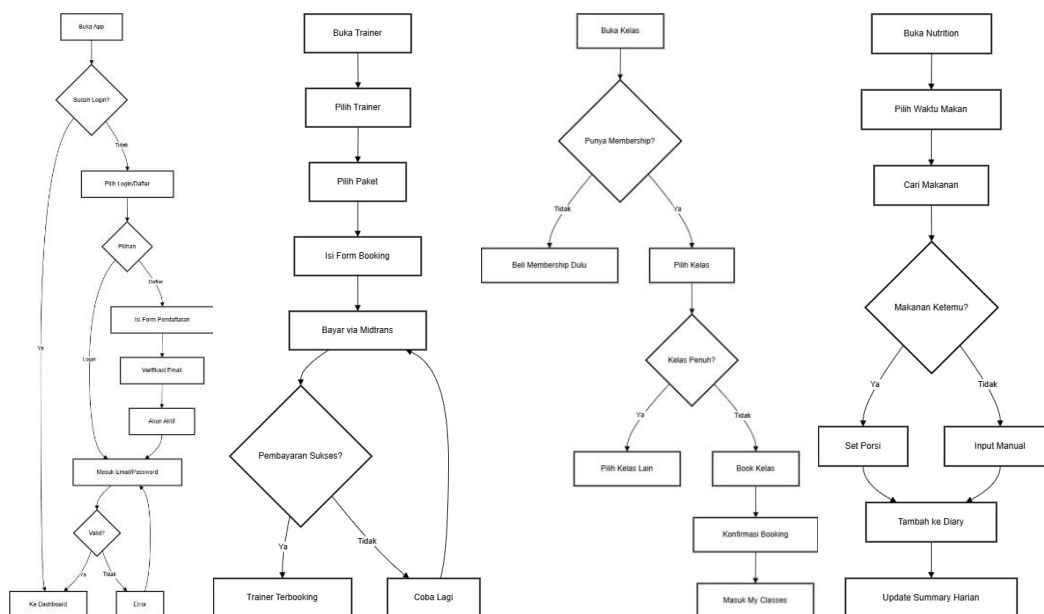 Buka App
Sudah Login?
Tidak
Pilih Login/Daftar
Pilihan
Daftar
Isi Form Pendaftaran
Ya
Login
Verifikasi Email
Akun Aktif
Masuk Email/Password
Valid?
Ya
Tidak
Ke Dashboard
Error
Buka Trainer
Pilih Trainer
Pilih Paket
Isi Form Booking
Bayar via Midtrans
Pembayaran Sukses?
Ya
Tidak
Trainer Terbooking
Coba Lagi
Buka Kelas
Punya Membership?
Tidak
Ya
Beli Membership Dulu
Pilih Kelas
Kelas Penuh?
Ya
Tidak
Pilih Kelas Lain
Book Kelas
Konfirmasi Booking
Masuk My Classes
Buka Nutrition
Pilih Waktu Makan
Cari Makanan
Makanan Ketemu?
Ya
Tidak
Set Porsi
Input Manual
Tambah ke Diary
Update Summary Harian